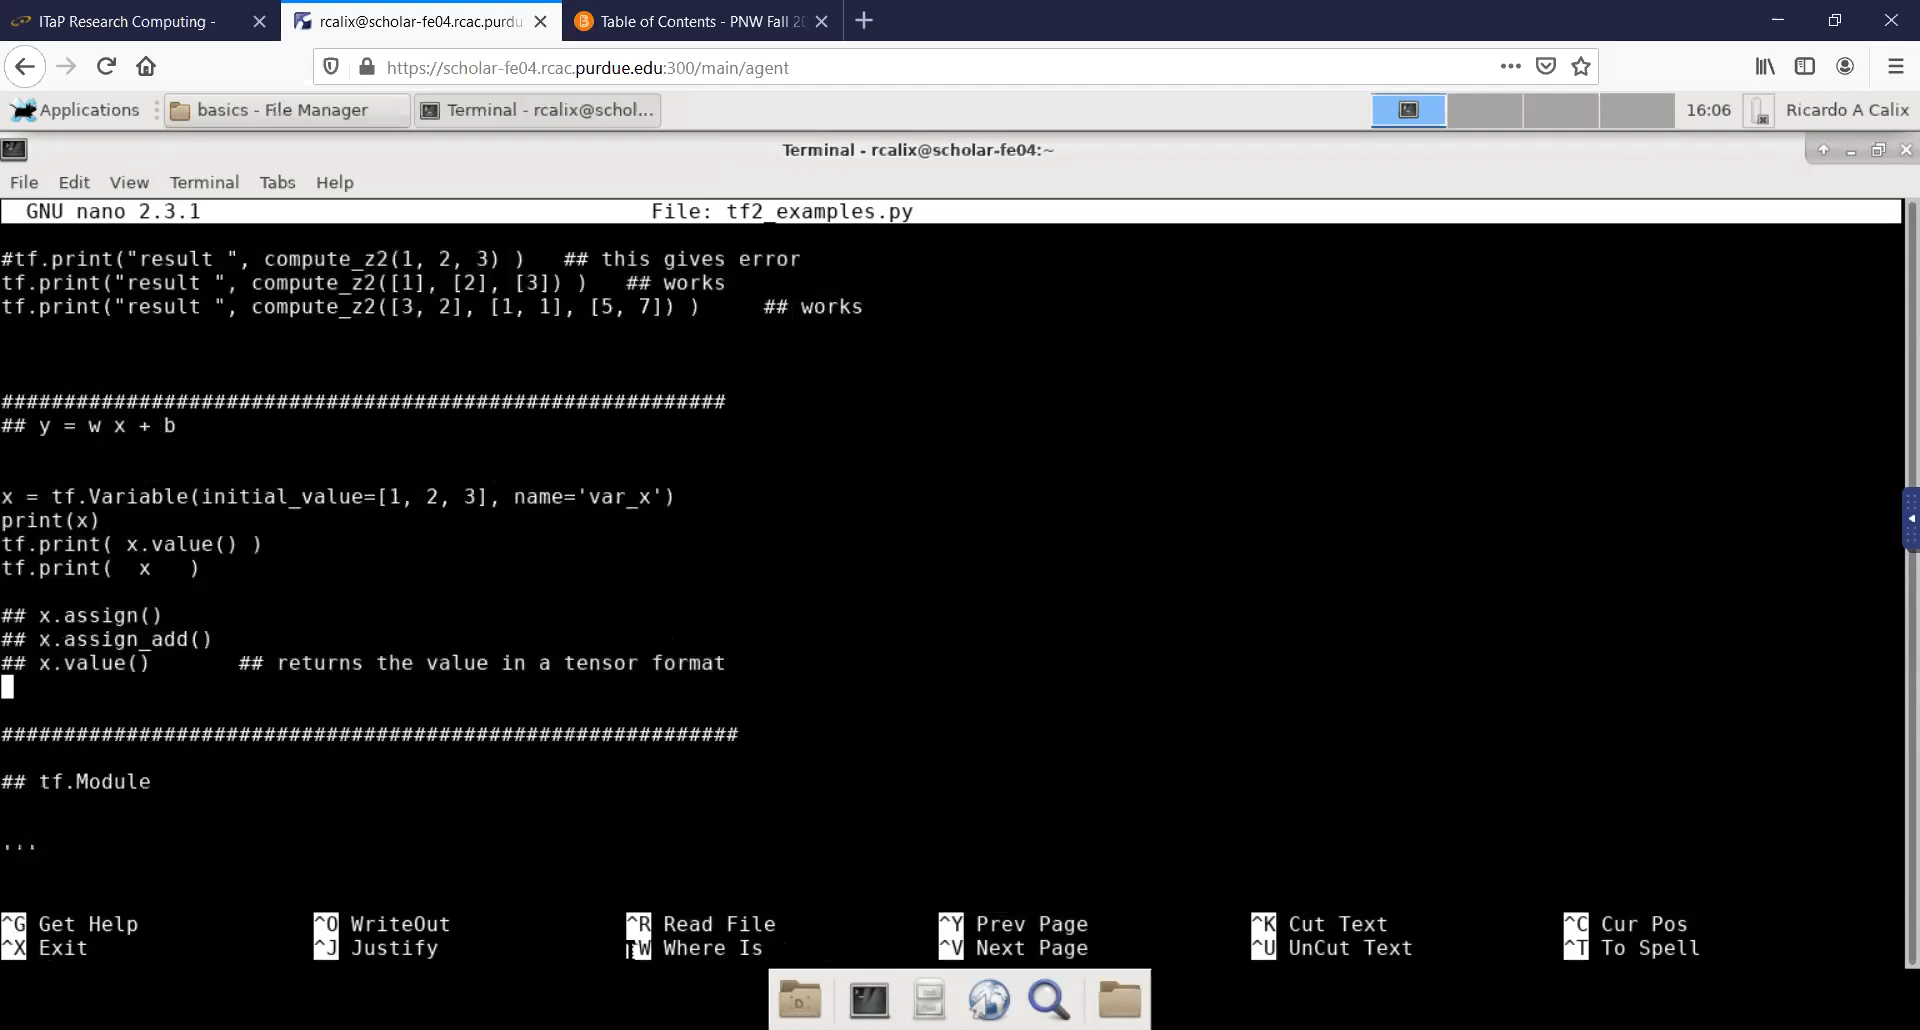 ITaP Research Computing -
rcalix@scholar-fe04.rcac.purdu
Table of Contents - PNW Fall 20
https://scholar-fe04.rcac.purdue.edu:300/main/agent
Applications
basics - File Manager
Terminal - rcalix@schol...
16:06
Ricardo A Calix
Terminal - rcalix@scholar-fe04:~
File Edit View Terminal Tabs Help
GNU nano 2.3.1 File: tf2_examples.py
#tf.print("result ", compute_z2(1, 2, 3) ) ## this gives error
tf.print("result ", compute_z2([1], [2], [3]) ) ## works
tf.print("result ", compute_z2([3, 2], [1, 1], [5, 7]) ) ## works
##########################################################
## y = w x + b
x = tf.Variable(initial_value=[1, 2, 3], name='var_x')
print(x)
tf.print( x.value() )
tf.print( x )
## x.assign()
## x.assign_add()
## x.value() ## returns the value in a tensor format
###########################################################
## tf.Module
'''
^G Get Help ^O WriteOut ^R Read File ^Y Prev Page ^K Cut Text ^C Cur Pos
^X Exit ^J Justify ^W Where Is ^V Next Page ^U UnCut Text ^T To Spell